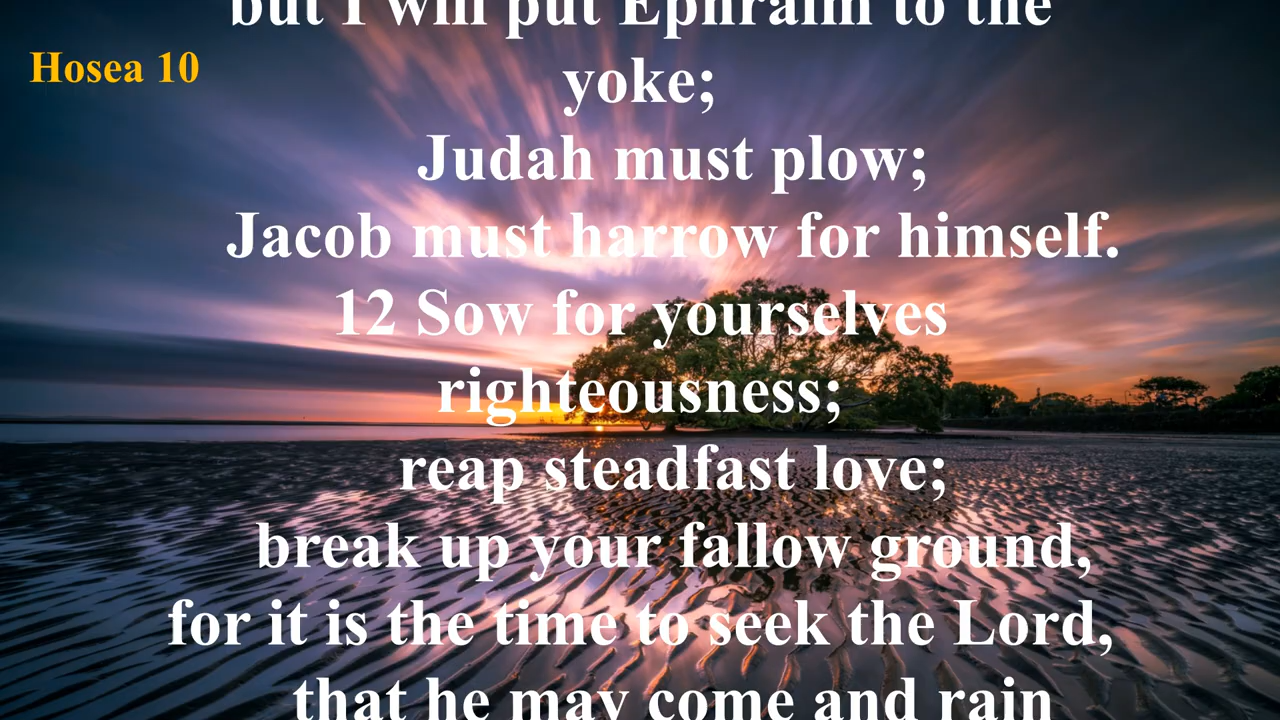 but I will put Ephraim to the
Hosea 10
yoke;
Judah must plow;
Jacob must harrow for himself.
12 Sow for yourselves
righteousness;
reap steadfast love;
break up your fallow ground,
for it is the time to seek the Lord,
that he may come and rain